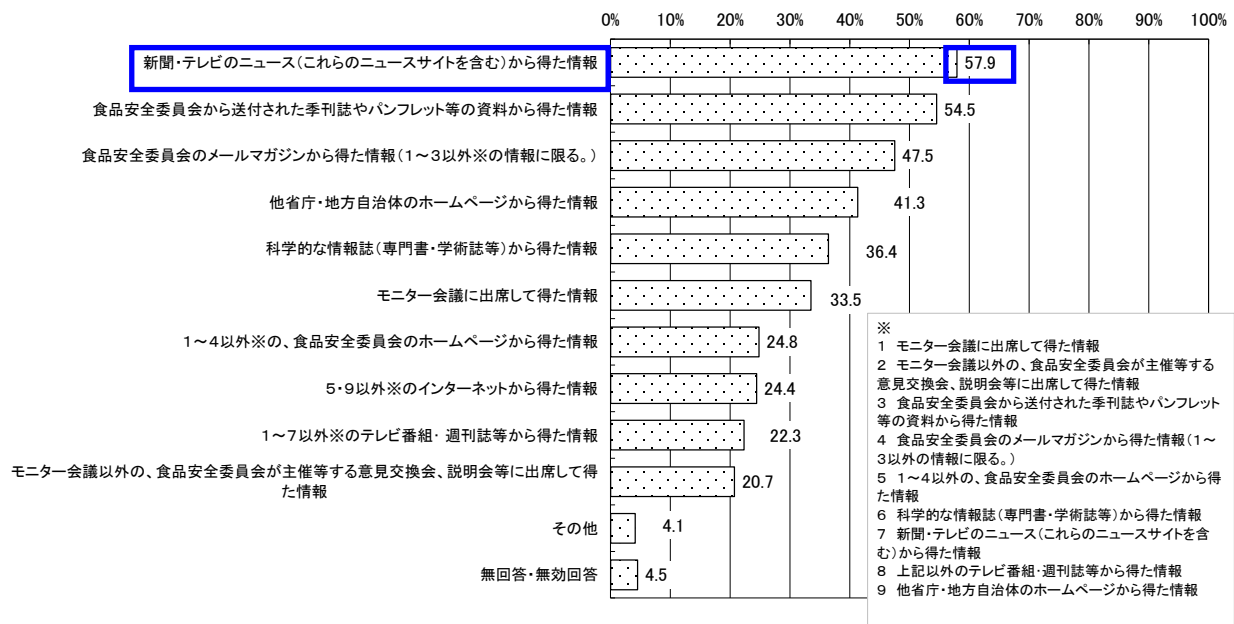 0% 10% 20% 30% 40% 50% 60% 70% 80% 90% 100%
新聞・テレビのニュース（これらのニュースサイトを含む）から得た情報 57.9
食品安全委員会から送付された季刊誌やパンフレット等の資料から得た情報 54.5
食品安全委員会のメールマガジンから得た情報（１～３以外※の情報に限る。） 47.5
他省庁・地方自治体のホームページから得た情報 41.3
科学的な情報誌（専門書・学術誌等）から得た情報 36.4
モニター会議に出席して得た情報 33.5
１～４以外※の、食品安全委員会のホームページから得た情報 24.8
５・９以外※のインターネットから得た情報 24.4
１～７以外※のテレビ番組・週刊誌等から得た情報 22.3
モニター会議以外の、食品安全委員会が主催等する意見交換会、説明会等に出席して得
た情報 20.7
その他 4.1
無回答・無効回答 4.5
※
１ モニター会議に出席して得た情報
２ モニター会議以外の、食品安全委員会が主催等する
意見交換会、説明会等に出席して得た情報
３ 食品安全委員会から送付された季刊誌やパンフレット
等の資料から得た情報
４ 食品安全委員会のメールマガジンから得た情報（１～
３以外の情報に限る。）
５ １～４以外の、食品安全委員会のホームページから得
た情報
６ 科学的な情報誌（専門書・学術誌等）から得た情報
７ 新聞・テレビのニュース（これらのニュースサイトを含
む）から得た情報
８ 上記以外のテレビ番組・週刊誌等から得た情報
９ 他省庁・地方自治体のホームページから得た情報